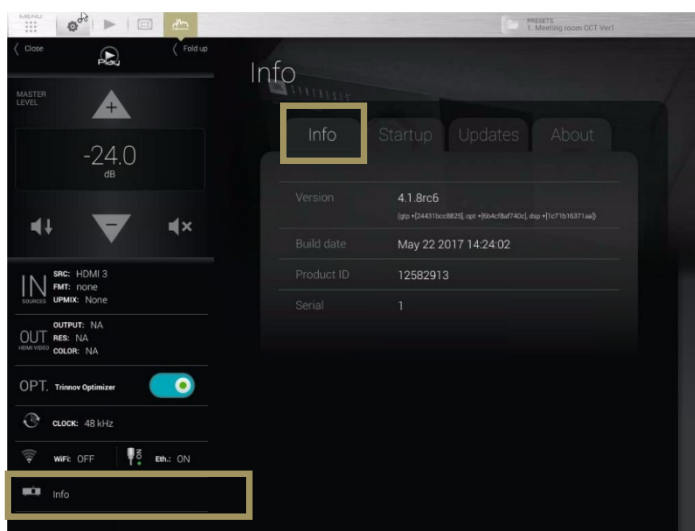 MENU
PRESETS
1. Meeting room CCT Ver1
Close
Play
Fold up
MASTER
LEVEL
+
-24.0
dB
IN
SOURCES
SRC: HDMI 3
FMT: none
UPMIX: None
OUT
HDMI VIDEO
OUTPUT: NA
RES: NA
COLOR: NA
OPT. Trinnov Optimizer
CLOCK: 48 kHz
WiFi: OFF
ON
Eth.: ON
Info
Info
Info
Startup
Updates
About
Version
4.1.8rc6
Build date
May 22 2017 14:24:02
Product ID
12582913
Serial
1